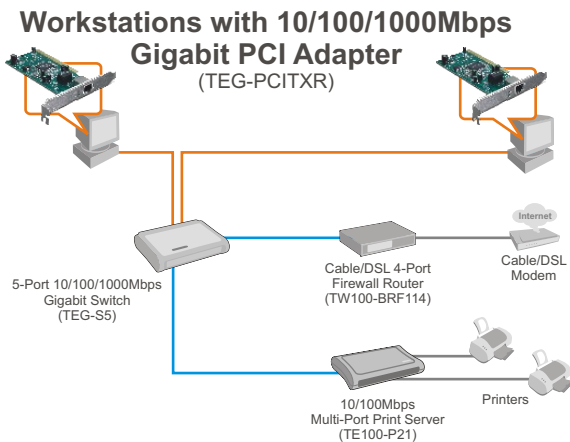 Workstations with 10/100/1000Mbps
Gigabit PCI Adapter
(TEG-PCITXR)
Internet
5-Port 10/100/1000Mbps
Gigabit Switch
(TEG-S5)
Cable/DSL 4-Port
Firewall Router
(TW100-BRF114)
Cable/DSL
Modem
10/100Mbps
Multi-Port Print Server
(TE100-P21)
Printers